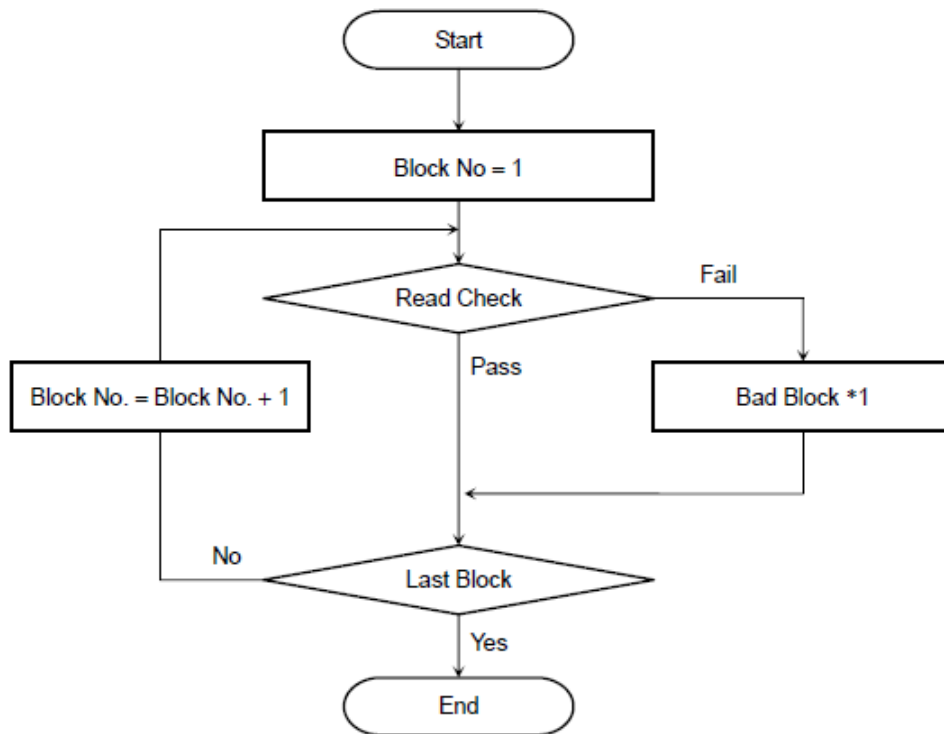 Start
Block No = 1
Fail
Read Check
Pass
Block No. = Block No. + 1
Bad Block *1
No
Last Block
Yes
End